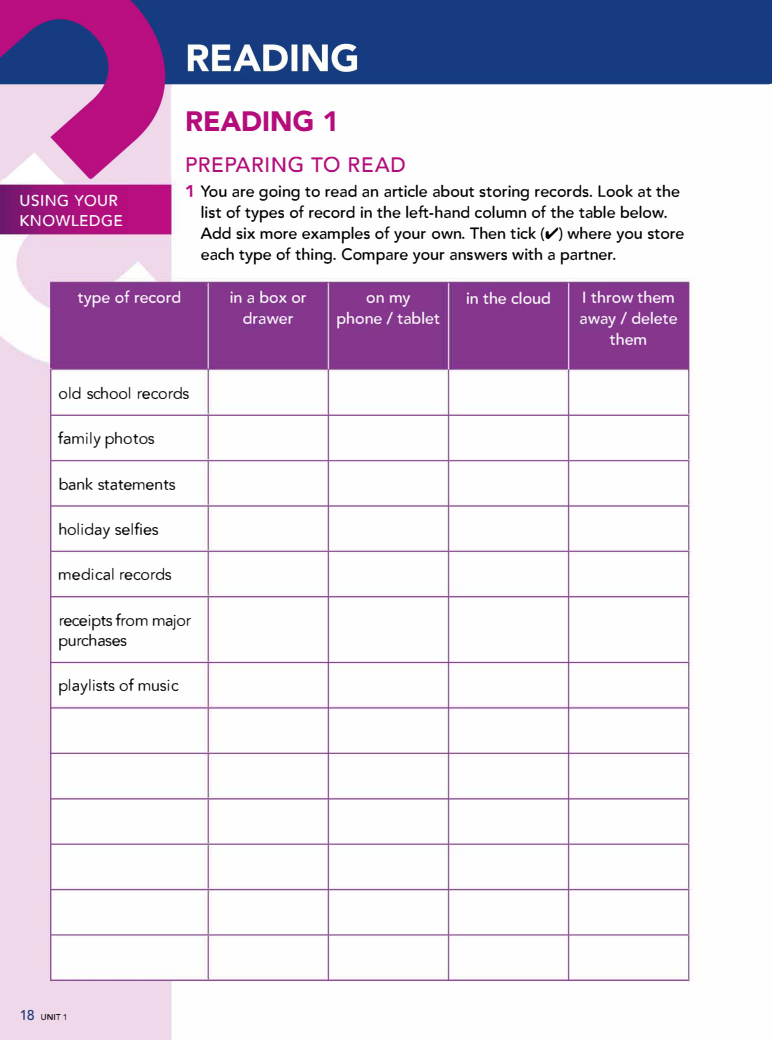 READING
READING 1
PREPARING TO READ
USING YOUR
KNOWLEDGE
1 You are going to read an article about storing records. Look at the
list of types of record in the left-hand column of the table below.
Add six more examples of your own. Then tick (✔) where you store
each type of thing. Compare your answers with a partner.
type of record
in a box or
drawer
on my
phone / tablet
in the cloud
I throw them
away / delete
them
old school records
family photos
bank statements
holiday selfies
medical records
receipts from major
purchases
playlists of music
18 UNIT 1